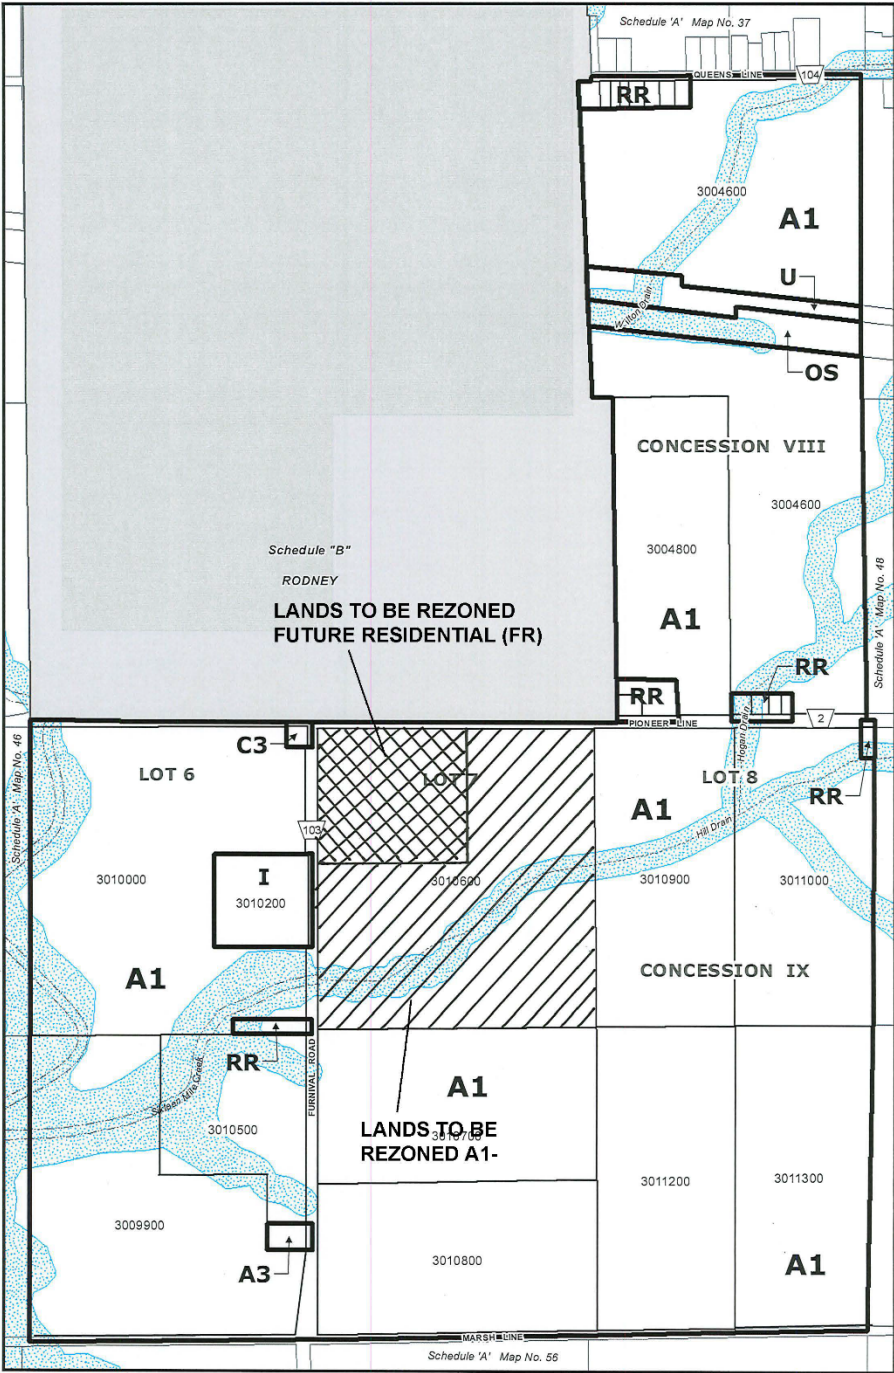 Schedule 'A' Map No. 37
QUEENS LINE
104
RR
3004600
A1
U
Hilton Drain
OS
CONCESSION VIII
3004600
3004800
Schedule 'A' Map No. 48
Schedule "B"
RODNEY
LANDS TO BE REZONED
FUTURE RESIDENTIAL (FR)
A1
RR
RR
PIONEER LINE
2
Hogan Drain
C3
LOT 6
LOT 7
LOT 8
A1
RR
Schedule 'A' Map No. 46
103
Hill Drain
I
3010000
3010200
3010600
3010900
3011000
A1
CONCESSION IX
RR
FURNIVAL ROAD
Sixteen Mile Creek
A1
3010500
LANDS TO BE
REZONED A1-
3010700
3011200
3011300
3009900
3010800
A3
A1
MARSH LINE
Schedule 'A' Map No. 56